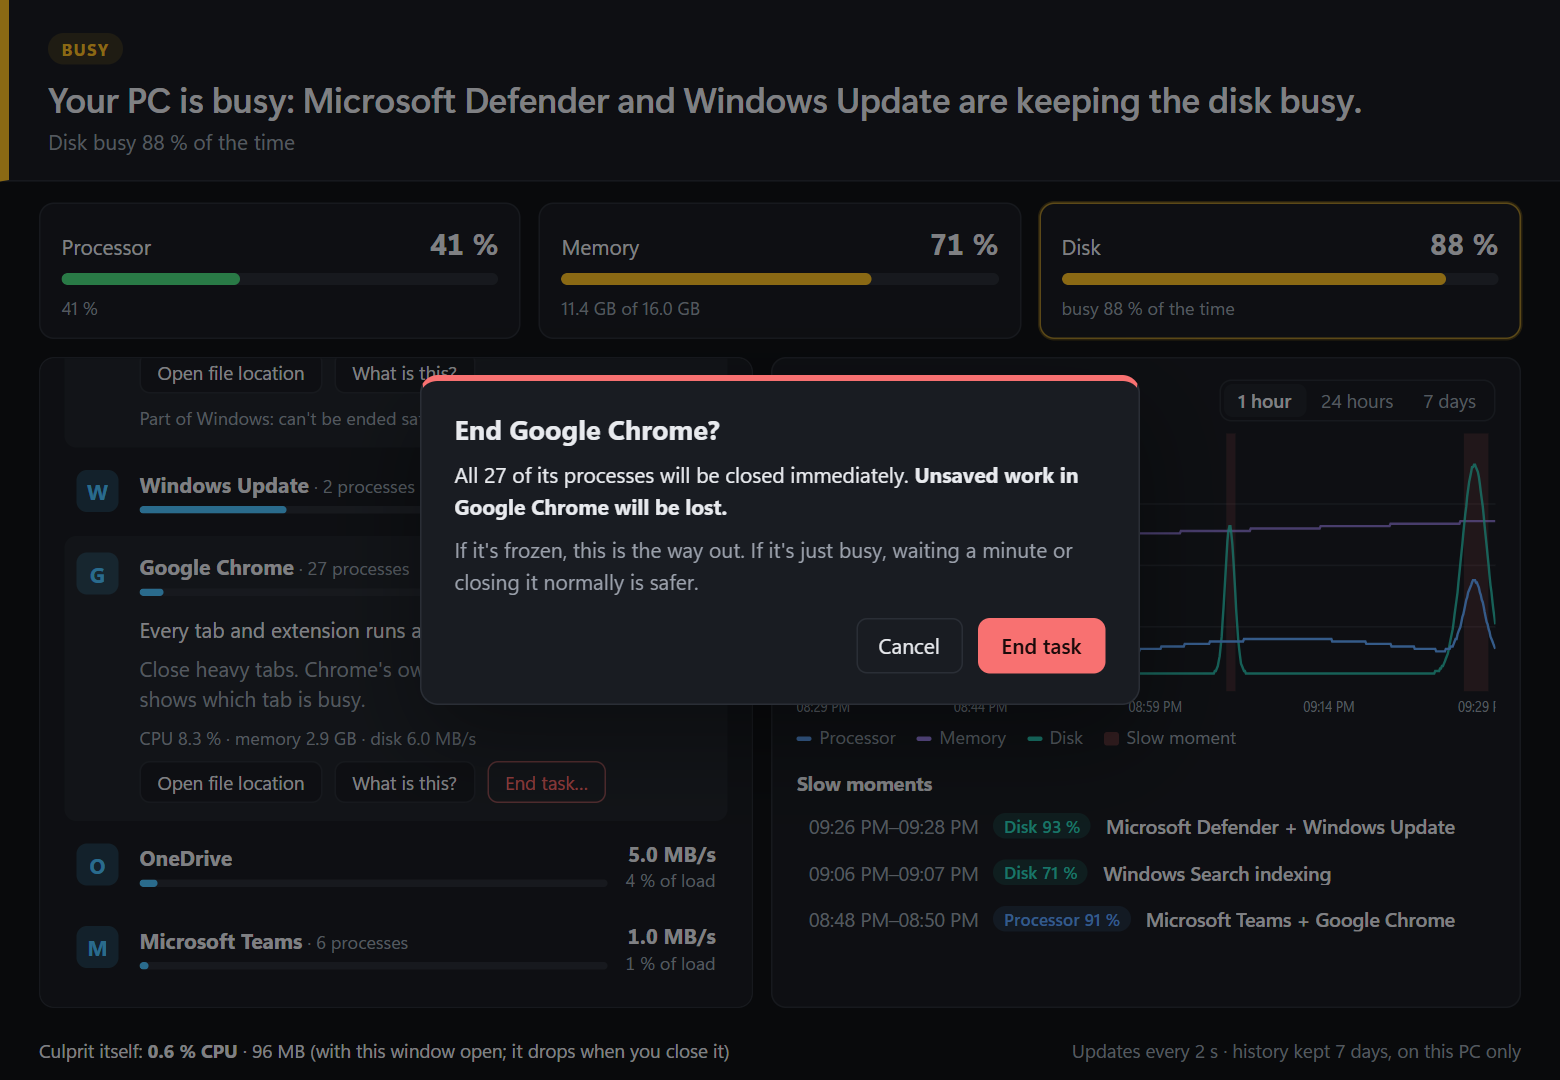 BUSY
Your PC is busy: Microsoft Defender and Windows Update are keeping the disk busy.
Disk busy 88 % of the time
Processor 41 %
41 %
Memory 71 %
11.4 GB of 16.0 GB
Disk 88 %
busy 88 % of the time
Open file location What is this?
Part of Windows: can't be ended
W Windows Update · 2 processes
G Google Chrome · 27 processes
Every tab and extension runs
Close heavy tabs. Chrome's
shows which tab is busy.
CPU 8.3 % · memory 2.9 GB · disk 6.0 MB/s
Open file location What is this? End task...
O OneDrive 5.0 MB/s
4 % of load
M Microsoft Teams · 6 processes 1.0 MB/s
1 % of load
End Google Chrome?
All 27 of its processes will be closed immediately. Unsaved work in
Google Chrome will be lost.
If it's frozen, this is the way out. If it's just busy, waiting a minute or
closing it normally is safer.
Cancel End task
1 hour 24 hours 7 days
08:29 PM 08:44 PM 08:59 PM 09:14 PM 09:29
Processor Memory Disk Slow moment
Slow moments
09:26 PM–09:28 PM Disk 93 % Microsoft Defender + Windows Update
09:06 PM–09:07 PM Disk 71 % Windows Search indexing
08:48 PM–08:50 PM Processor 91 % Microsoft Teams + Google Chrome
Culprit itself: 0.6 % CPU · 96 MB (with this window open; it drops when you close it)
Updates every 2 s · history kept 7 days, on this PC only